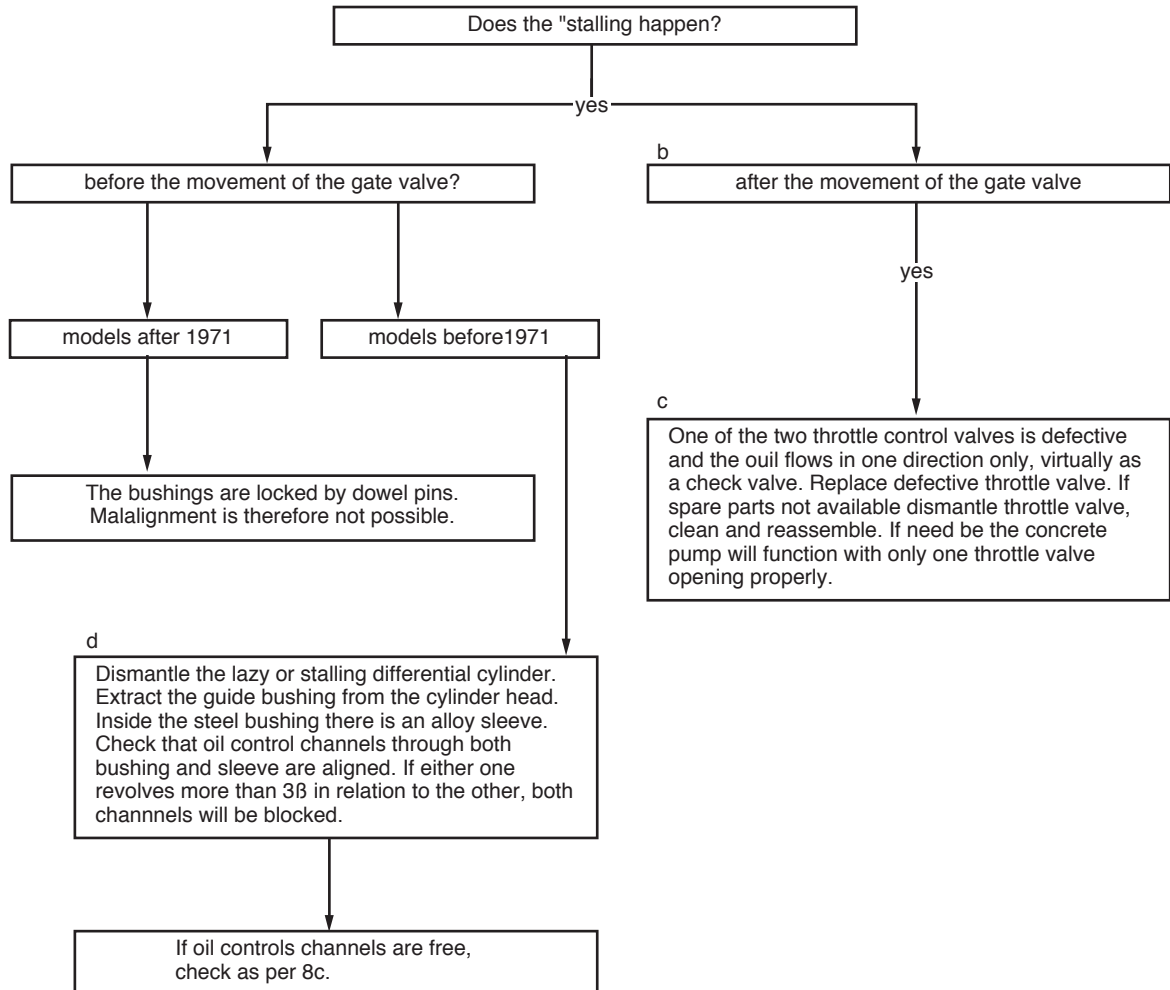 Does the "stalling happen?
yes
before the movement of the gate valve?
b
after the movement of the gate valve
yes
models after 1971
models before1971
c
One of the two throttle control valves is defective
and the ouil flows in one direction only, virtually as
a check valve. Replace defective throttle valve. If
spare parts not available dismantle throttle valve,
clean and reassemble. If need be the concrete
pump will function with only one throttle valve
opening properly.
The bushings are locked by dowel pins.
Malalignment is therefore not possible.
d
Dismantle the lazy or stalling differential cylinder.
Extract the guide bushing from the cylinder head.
Inside the steel bushing there is an alloy sleeve.
Check that oil control channels through both
bushing and sleeve are aligned. If either one
revolves more than 3ß in relation to the other, both
channnels will be blocked.
If oil controls channels are free,
check as per 8c.